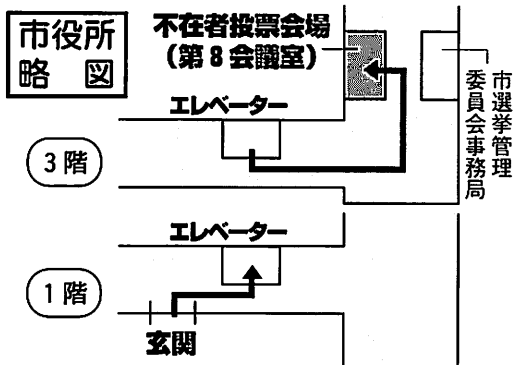 市役所
略図
不在者投票会場
（第8会議室）
エレベーター
3階
市選挙管理
委員会事務局
エレベーター
1階
玄関